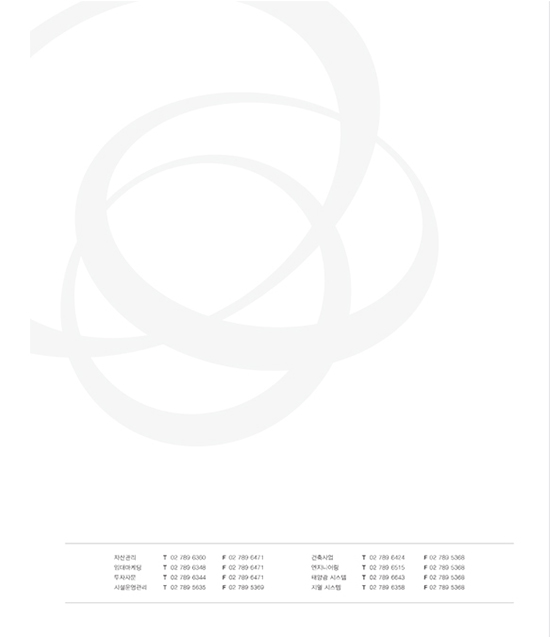 자산관리 T 02 789 6360 F 02 789 6471 건축사업 T 02 789 6424 F 02 789 5368
임대마케팅 T 02 789 6348 F 02 789 6471 엔지니어링 T 02 789 6515 F 02 789 5368
투자자문 T 02 789 6344 F 02 789 6471 태양광 시스템 T 02 789 6643 F 02 789 5368
시설운영관리 T 02 789 5635 F 02 789 5369 지열 시스템 T 02 789 6358 F 02 789 5368